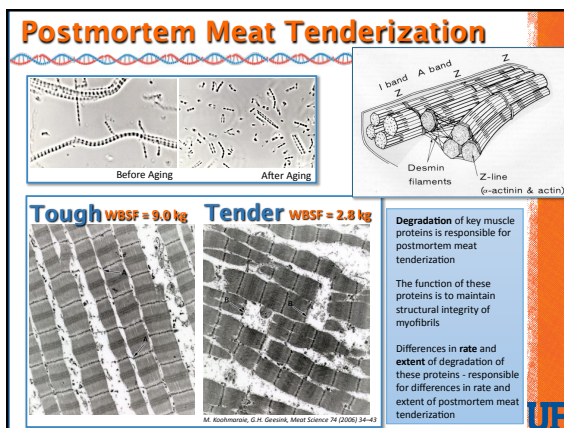 Postmortem Meat Tenderization
Before Aging
After Aging
I band
A band
Z
Z
Z
Desmin
filaments
Z-line
(α-actinin & actin)
Tough WBSF = 9.0 kg
Tender WBSF = 2.8 kg
M. Koohmaraie, G.H. Geesink, Meat Science 74 (2006) 34–43
Degradation of key muscle
proteins is responsible for
postmortem meat
tenderization
The function of these
proteins is to maintain
structural integrity of
myofibrils
Differences in rate and
extent of degradation of
these proteins - responsible
for differences in rate and
extent of postmortem meat
tenderization
UF